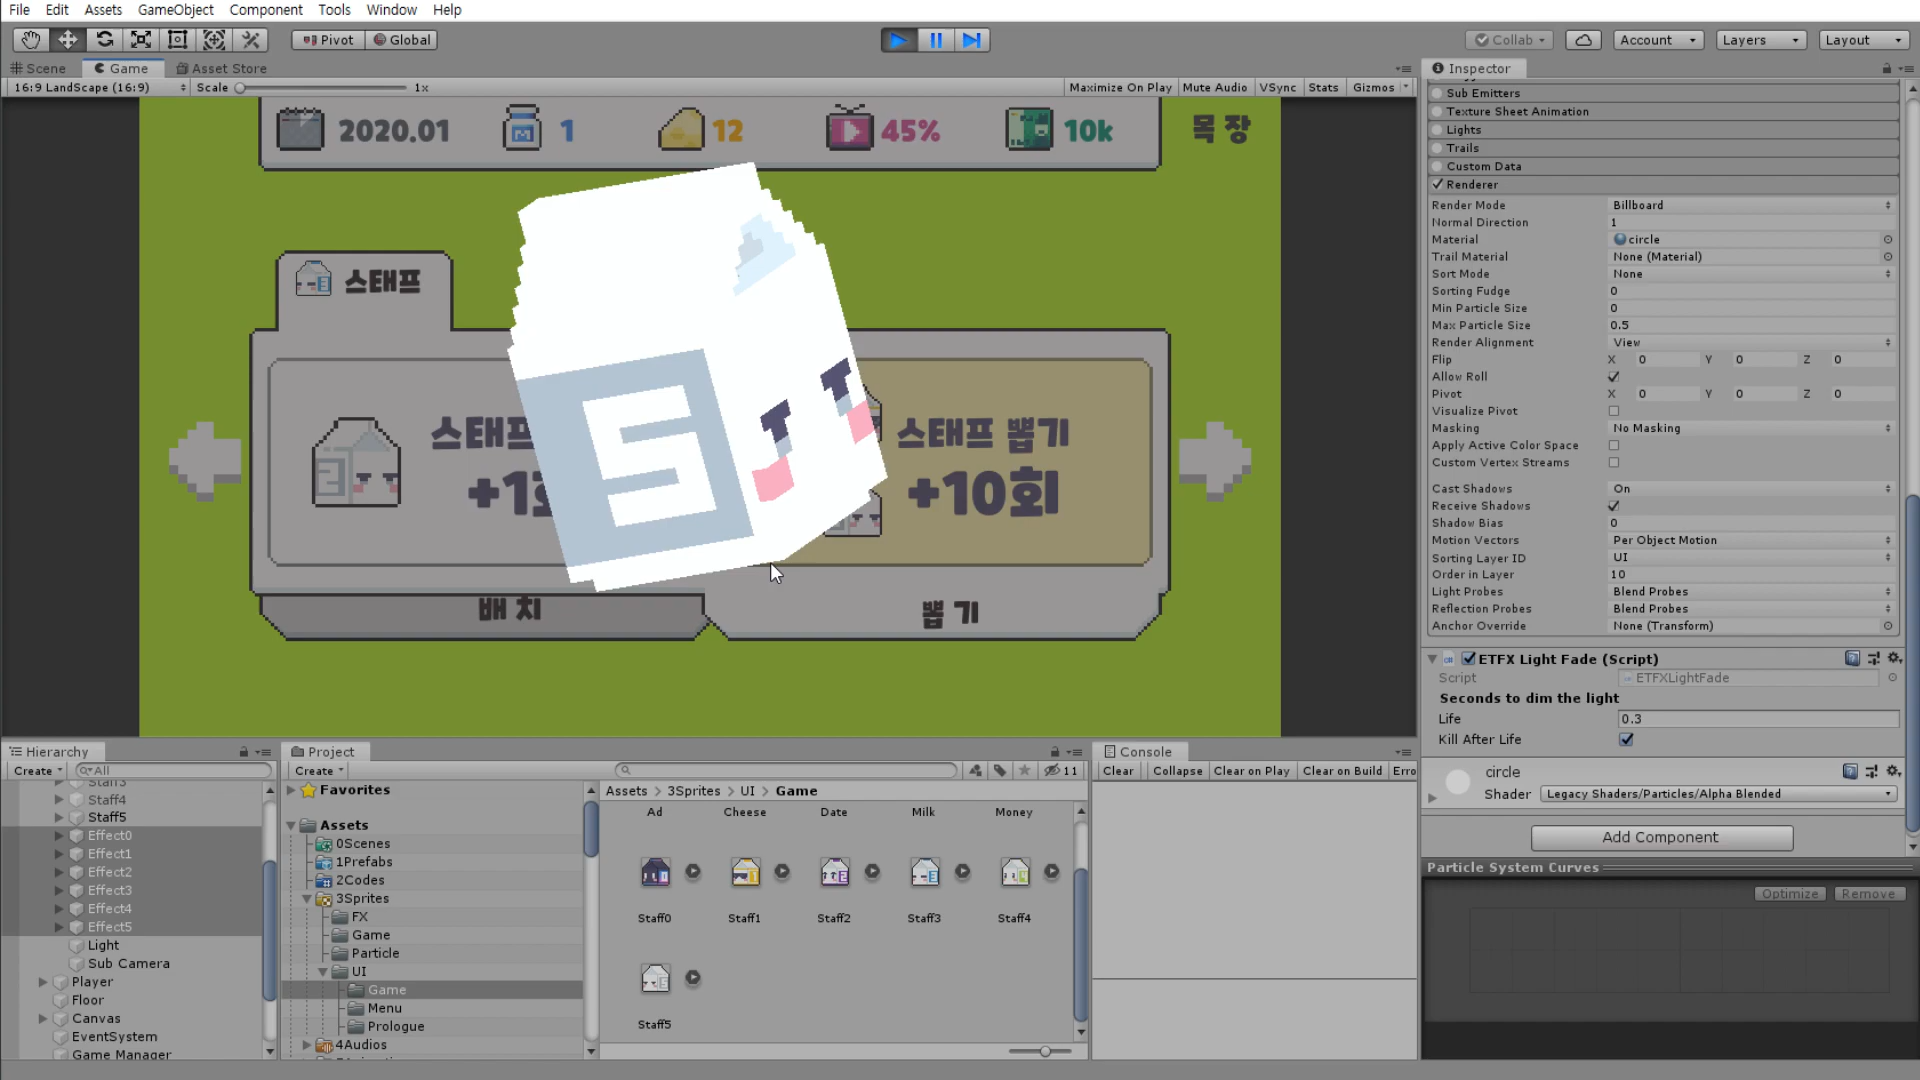 File Edit Assets GameObject Component Tools Window Help
Pivot Global Collab Account Layers Layout
Scene Game Asset Store
16:9 LandScape (16:9) Scale 1x Maximize On Play Mute Audio VSync Stats Gizmos
2020.01 1 12 45% 10k 목장
스태프
스태프
+1
스태프 뽑기
+10회
S
배치
뽑기
Inspector
Sub Emitters
Texture Sheet Animation
Lights
Trails
Custom Data
Renderer
Render Mode Billboard
Normal Direction 1
Material circle
Trail Material None (Material)
Sort Mode None
Sorting Fudge 0
Min Particle Size 0
Max Particle Size 0.5
Render Alignment View
Flip X 0 Y 0 Z 0
Allow Roll
Pivot X 0 Y 0 Z 0
Visualize Pivot
Masking No Masking
Apply Active Color Space
Custom Vertex Streams
Cast Shadows On
Receive Shadows
Shadow Bias 0
Motion Vectors Per Object Motion
Sorting Layer ID UI
Order in Layer 10
Light Probes Blend Probes
Reflection Probes Blend Probes
Anchor Override None (Transform)
ETFX Light Fade (Script)
Script ETFXLightFade
Seconds to dim the light
Life 0.3
Kill After Life
circle
Shader Legacy Shaders/Particles/Alpha Blended
Add Component
Particle System Curves
Optimize Remove
Hierarchy
Create All
Staff3
Staff4
Staff5
Effect0
Effect1
Effect2
Effect3
Effect4
Effect5
Light
Sub Camera
Player
Floor
Canvas
EventSystem
Game Manager
Project
Create 11
Favorites
Assets
0Scenes
1Prefabs
2Codes
3Sprites
FX
Game
Particle
UI
Game
Menu
Prologue
4Audios
Assets > 3Sprites > UI > Game
Ad Cheese Date Milk Money
Staff0 Staff1 Staff2 Staff3 Staff4
Staff5
Console
Clear Collapse Clear on Play Clear on Build Erro